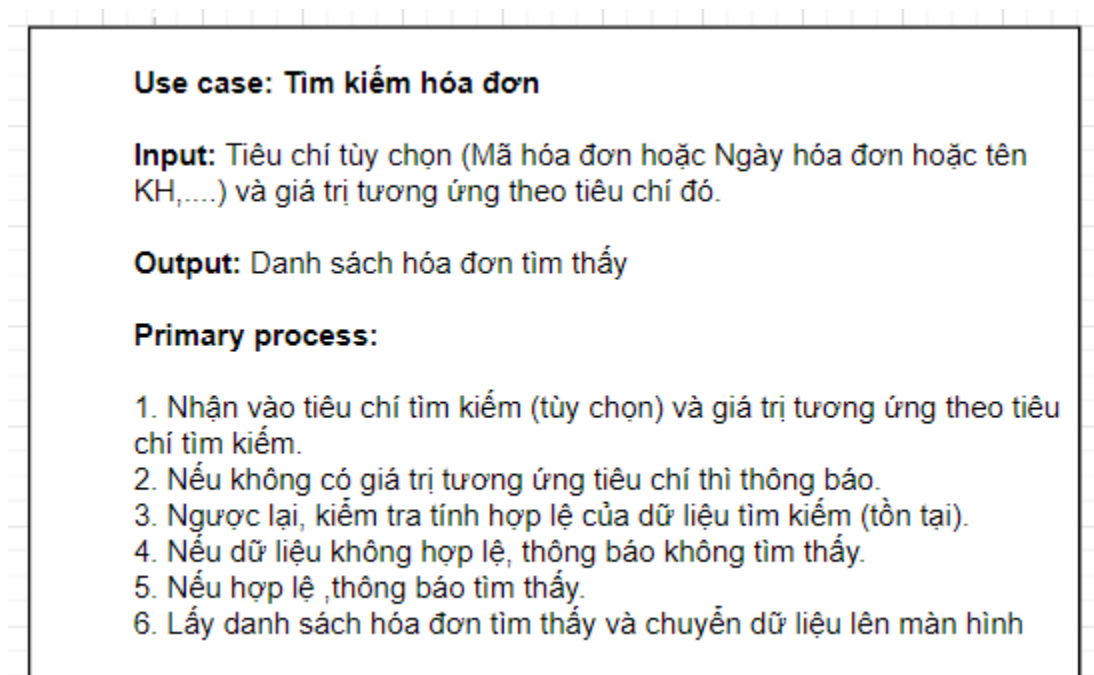 Use case: Tìm kiếm hóa đơn
Input: Tiêu chí tùy chọn (Mã hóa đơn hoặc Ngày hóa đơn hoặc tên
KH,....) và giá trị tương ứng theo tiêu chí đó.
Output: Danh sách hóa đơn tìm thấy
Primary process:
1. Nhận vào tiêu chí tìm kiếm (tùy chọn) và giá trị tương ứng theo tiêu
chí tìm kiếm.
2. Nếu không có giá trị tương ứng tiêu chí thì thông báo.
3. Ngược lại, kiểm tra tính hợp lệ của dữ liệu tìm kiếm (tồn tại).
4. Nếu dữ liệu không hợp lệ, thông báo không tìm thấy.
5. Nếu hợp lệ ,thông báo tìm thấy.
6. Lấy danh sách hóa đơn tìm thấy và chuyển dữ liệu lên màn hình